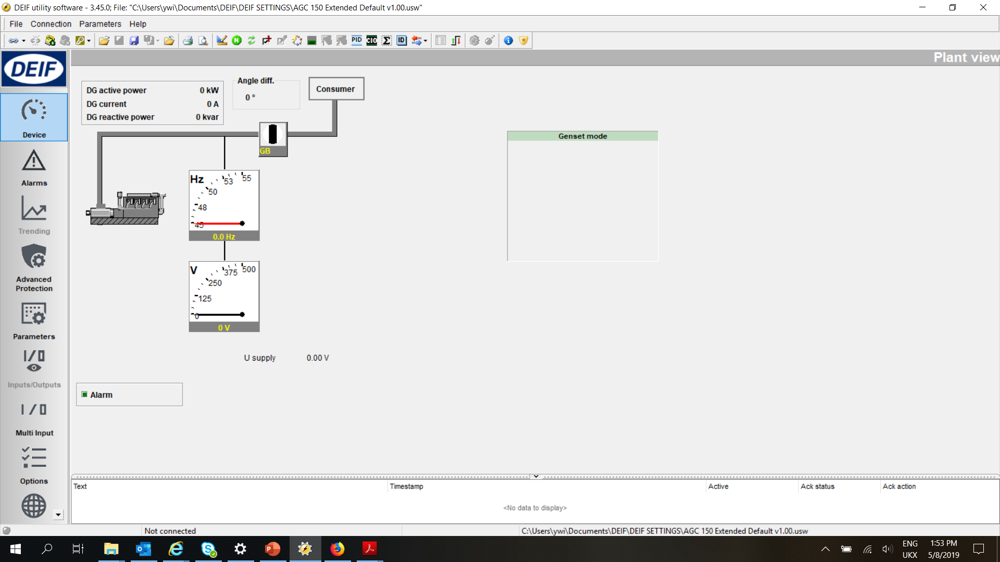 DEIF utility software - 3.45.0; File: "C:\Users\ywi\Documents\DEIF\DEIF SETTINGS\AGC 150 Extended Default v1.00.usw"
File Connection Parameters Help
N PID CIO Σ ID
DEIF
Plant view
Device
Alarms
Trending
Advanced
Protection
Parameters
I/O
Inputs/Outputs
I/O
Multi Input
Options
DG active power 0 kW
DG current 0 A
DG reactive power 0 kvar
Angle diff.
0 °
Consumer
GB
Genset mode
Hz
55
53
50
48
45
0.0 Hz
V
500
375
250
125
0
0 V
U supply 0.00 V
Alarm
Text Timestamp Active Ack status Ack action
<No data to display>
Not connected C:\Users\ywi\Documents\DEIF\DEIF SETTINGS\AGC 150 Extended Default v1.00.usw
ENG
UKX
1:53 PM
5/8/2019